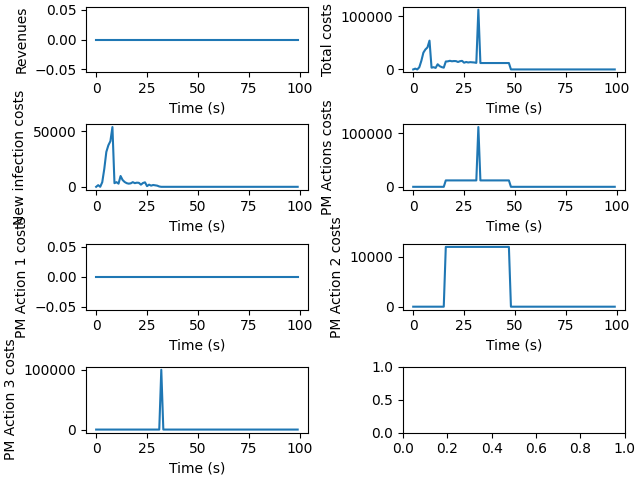 Revenues
0.05
0.00
−0.05
0 25 50 75 100
Time (s)
Total costs
100000
0
0 25 50 75 100
Time (s)
New infection costs
50000
0
0 25 50 75 100
Time (s)
PM Actions costs
100000
0
0 25 50 75 100
Time (s)
PM Action 1 costs
0.05
0.00
−0.05
0 25 50 75 100
Time (s)
PM Action 2 costs
10000
0
0 25 50 75 100
Time (s)
PM Action 3 costs
100000
0
0 25 50 75 100
Time (s)
1.0
0.5
0.0
0.0 0.2 0.4 0.6 0.8 1.0